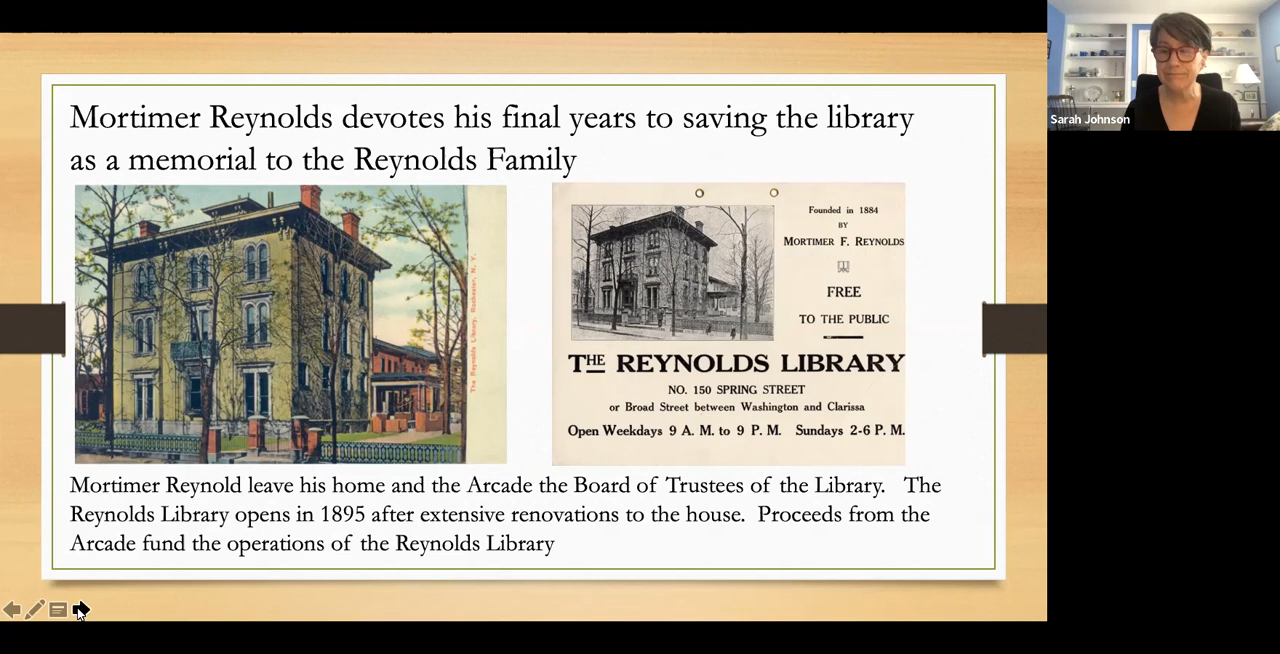 Mortimer Reynolds devotes his final years to saving the library
as a memorial to the Reynolds Family
The Reynolds Library, Rochester, N. Y.
Founded in 1884
BY
MORTIMER F. REYNOLDS
FREE
TO THE PUBLIC
THE REYNOLDS LIBRARY
NO. 150 SPRING STREET
or Broad Street between Washington and Clarissa
Open Weekdays 9 A. M. to 9 P. M. Sundays 2-6 P. M.
Mortimer Reynold leave his home and the Arcade the Board of Trustees of the Library. The
Reynolds Library opens in 1895 after extensive renovations to the house. Proceeds from the
Arcade fund the operations of the Reynolds Library
Sarah Johnson